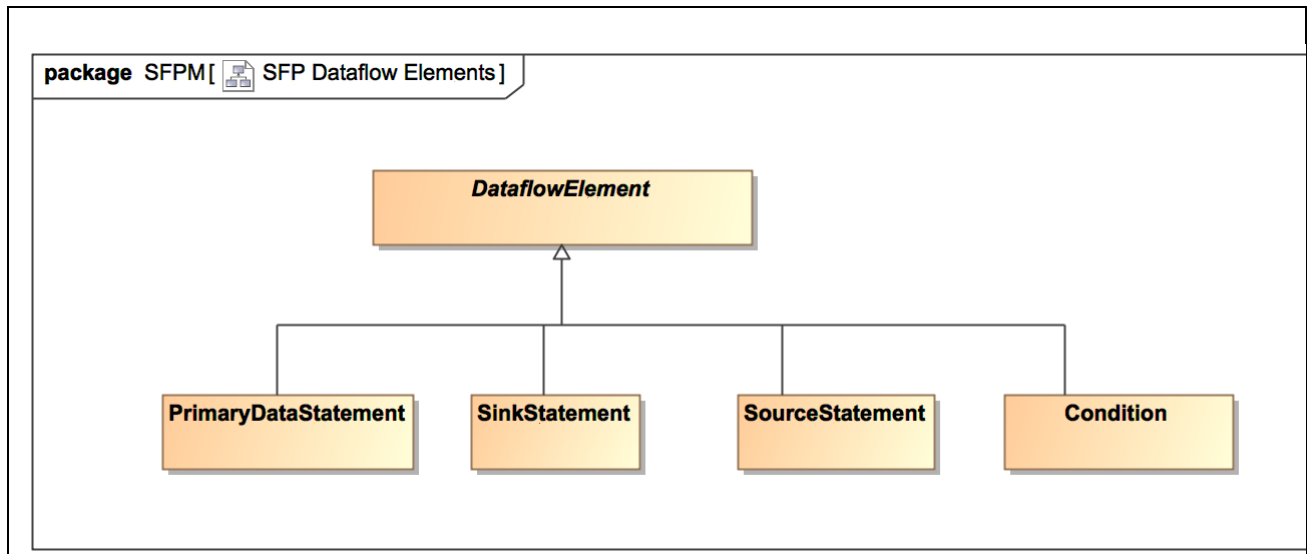 package SFPM[ SFP Dataflow Elements]
DataflowElement
PrimaryDataStatement SinkStatement SourceStatement Condition